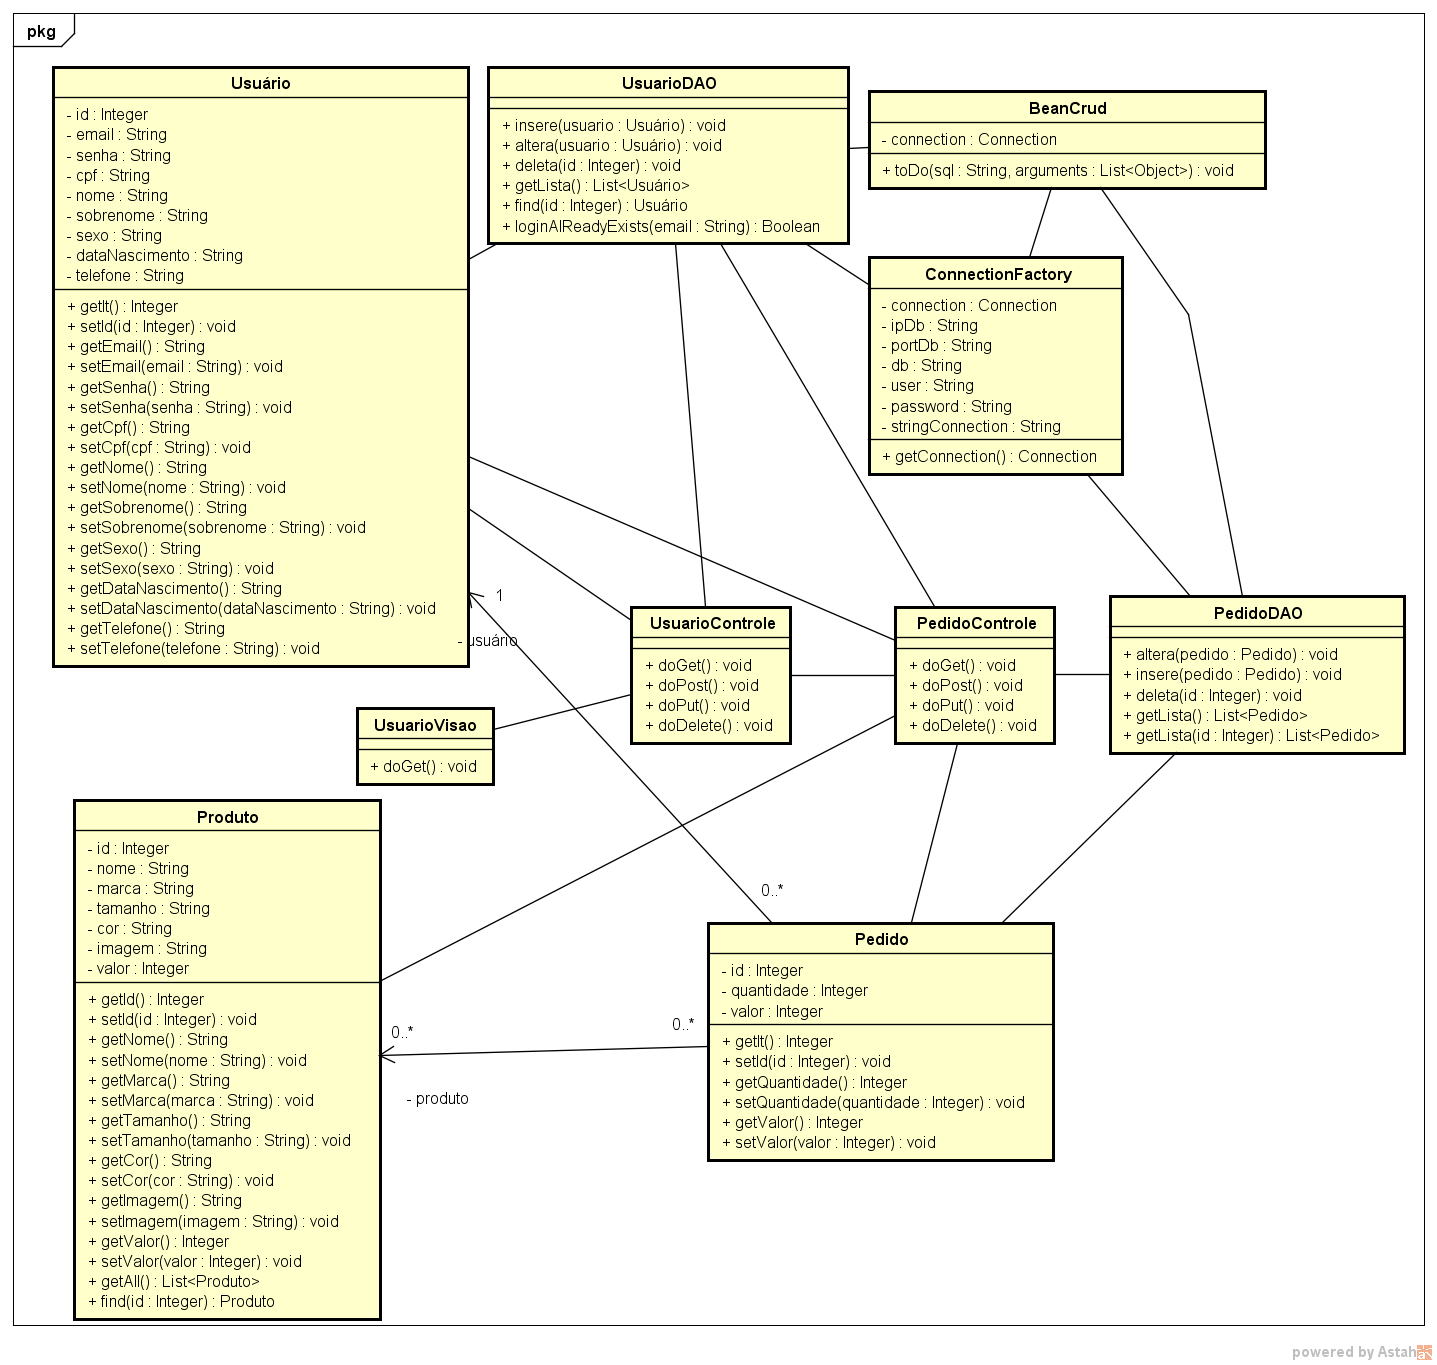 pkg
Usuário
- id : Integer
- email : String
- senha : String
- cpf : String
- nome : String
- sobrenome : String
- sexo : String
- dataNascimento : String
- telefone : String
+ getIt() : Integer
+ setId(id : Integer) : void
+ getEmail() : String
+ setEmail(email : String) : void
+ getSenha() : String
+ setSenha(senha : String) : void
+ getCpf() : String
+ setCpf(cpf : String) : void
+ getNome() : String
+ setNome(nome : String) : void
+ getSobrenome() : String
+ setSobrenome(sobrenome : String) : void
+ getSexo() : String
+ setSexo(sexo : String) : void
+ getDataNascimento() : String
+ setDataNascimento(dataNascimento : String) : void
+ getTelefone() : String
+ setTelefone(telefone : String) : void
UsuarioDAO
+ insere(usuario : Usuário) : void
+ altera(usuario : Usuário) : void
+ deleta(id : Integer) : void
+ getLista() : List<Usuário>
+ find(id : Integer) : Usuário
+ loginAlReadyExists(email : String) : Boolean
BeanCrud
- connection : Connection
+ toDo(sql : String, arguments : List<Object>) : void
ConnectionFactory
- connection : Connection
- ipDb : String
- portDb : String
- db : String
- user : String
- password : String
- stringConnection : String
+ getConnection() : Connection
1
- usuário
UsuarioControle
+ doGet() : void
+ doPost() : void
+ doPut() : void
+ doDelete() : void
PedidoControle
+ doGet() : void
+ doPost() : void
+ doPut() : void
+ doDelete() : void
PedidoDAO
+ altera(pedido : Pedido) : void
+ insere(pedido : Pedido) : void
+ deleta(id : Integer) : void
+ getLista() : List<Pedido>
+ getLista(id : Integer) : List<Pedido>
UsuarioVisao
+ doGet() : void
Produto
- id : Integer
- nome : String
- marca : String
- tamanho : String
- cor : String
- imagem : String
- valor : Integer
+ getId() : Integer
+ setId(id : Integer) : void
+ getNome() : String
+ setNome(nome : String) : void
+ getMarca() : String
+ setMarca(marca : String) : void
+ getTamanho() : String
+ setTamanho(tamanho : String) : void
+ getCor() : String
+ setCor(cor : String) : void
+ getImagem() : String
+ setImagem(imagem : String) : void
+ getValor() : Integer
+ setValor(valor : Integer) : void
+ getAll() : List<Produto>
+ find(id : Integer) : Produto
0..*
0..*
0..*
- produto
Pedido
- id : Integer
- quantidade : Integer
- valor : Integer
+ getIt() : Integer
+ setId(id : Integer) : void
+ getQuantidade() : Integer
+ setQuantidade(quantidade : Integer) : void
+ getValor() : Integer
+ setValor(valor : Integer) : void
powered by Astah